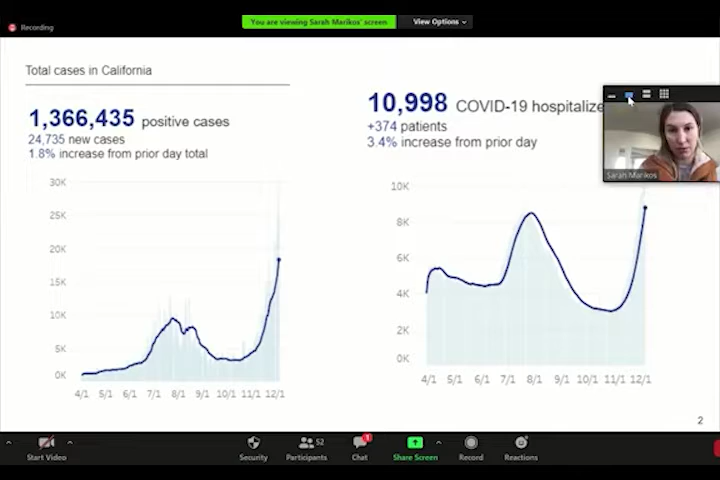 Recording
You are viewing Sarah Marikos' screen
View Options
Total cases in California
1,366,435 positive cases
24,735 new cases
1.8% increase from prior day total
30K
25K
20K
15K
10K
5K
0K
4/1 5/1 6/1 7/1 8/1 9/1 10/1 11/1 12/1
10,998 COVID-19 hospitalize
+374 patients
3.4% increase from prior day
10K
8K
6K
4K
2K
0K
4/1 5/1 6/1 7/1 8/1 9/1 10/1 11/1 12/1
Sarah Marikos
2
Start Video
Security
52
Participants
1
Chat
Share Screen
Record
Reactions